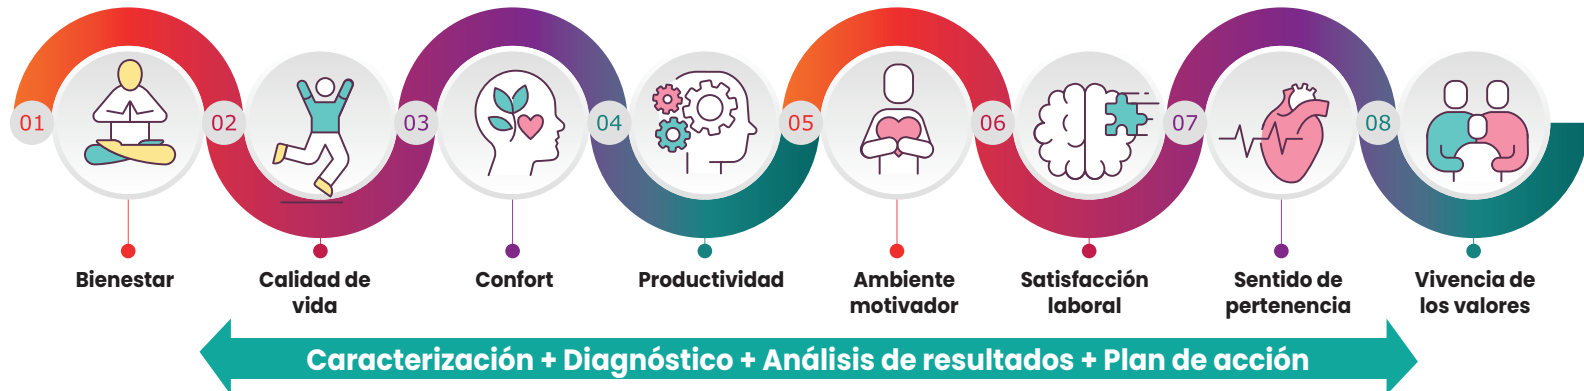 01
02
03
04
05
06
07
08
Bienestar
Calidad de
vida
Confort
Productividad
Ambiente
motivador
Satisfacción
laboral
Sentido de
pertenencia
Vivencia de
los valores
Caracterización + Diagnóstico + Análisis de resultados + Plan de acción